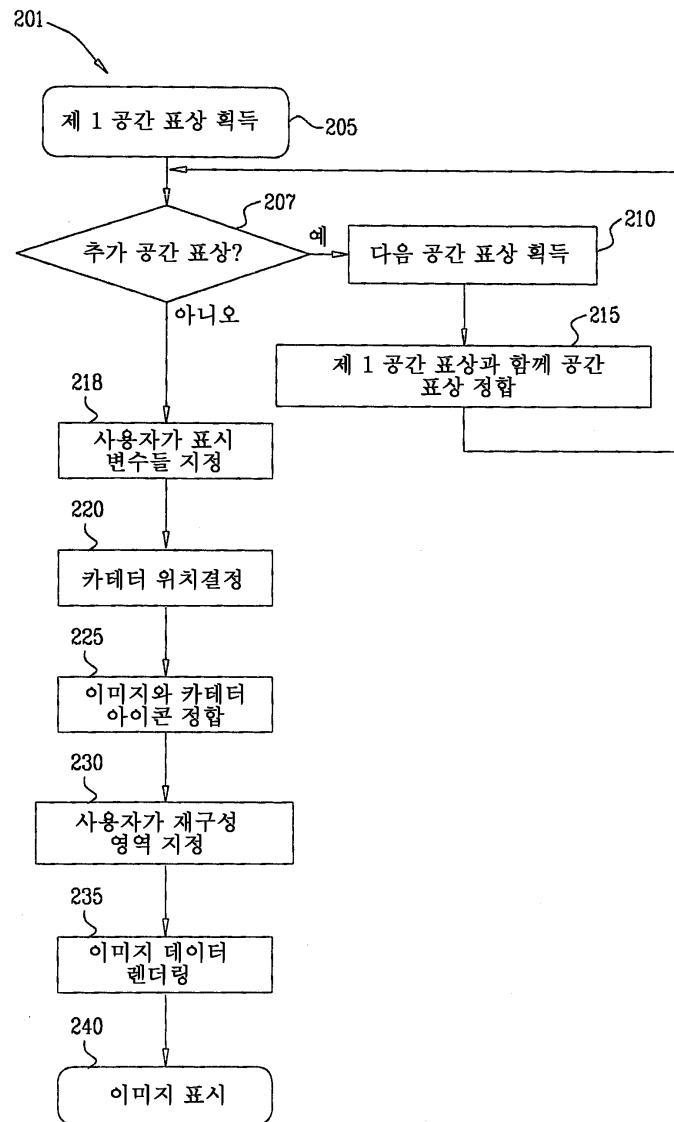 201
제 1 공간 표상 획득
205
207
추가 공간 표상?
예
210
다음 공간 표상 획득
아니오
215
제 1 공간 표상과 함께 공간
표상 정합
218
사용자가 표시
변수들 지정
220
카테터 위치결정
225
이미지와 카테터
아이콘 정합
230
사용자가 재구성
영역 지정
235
이미지 데이터
렌더링
240
이미지 표시